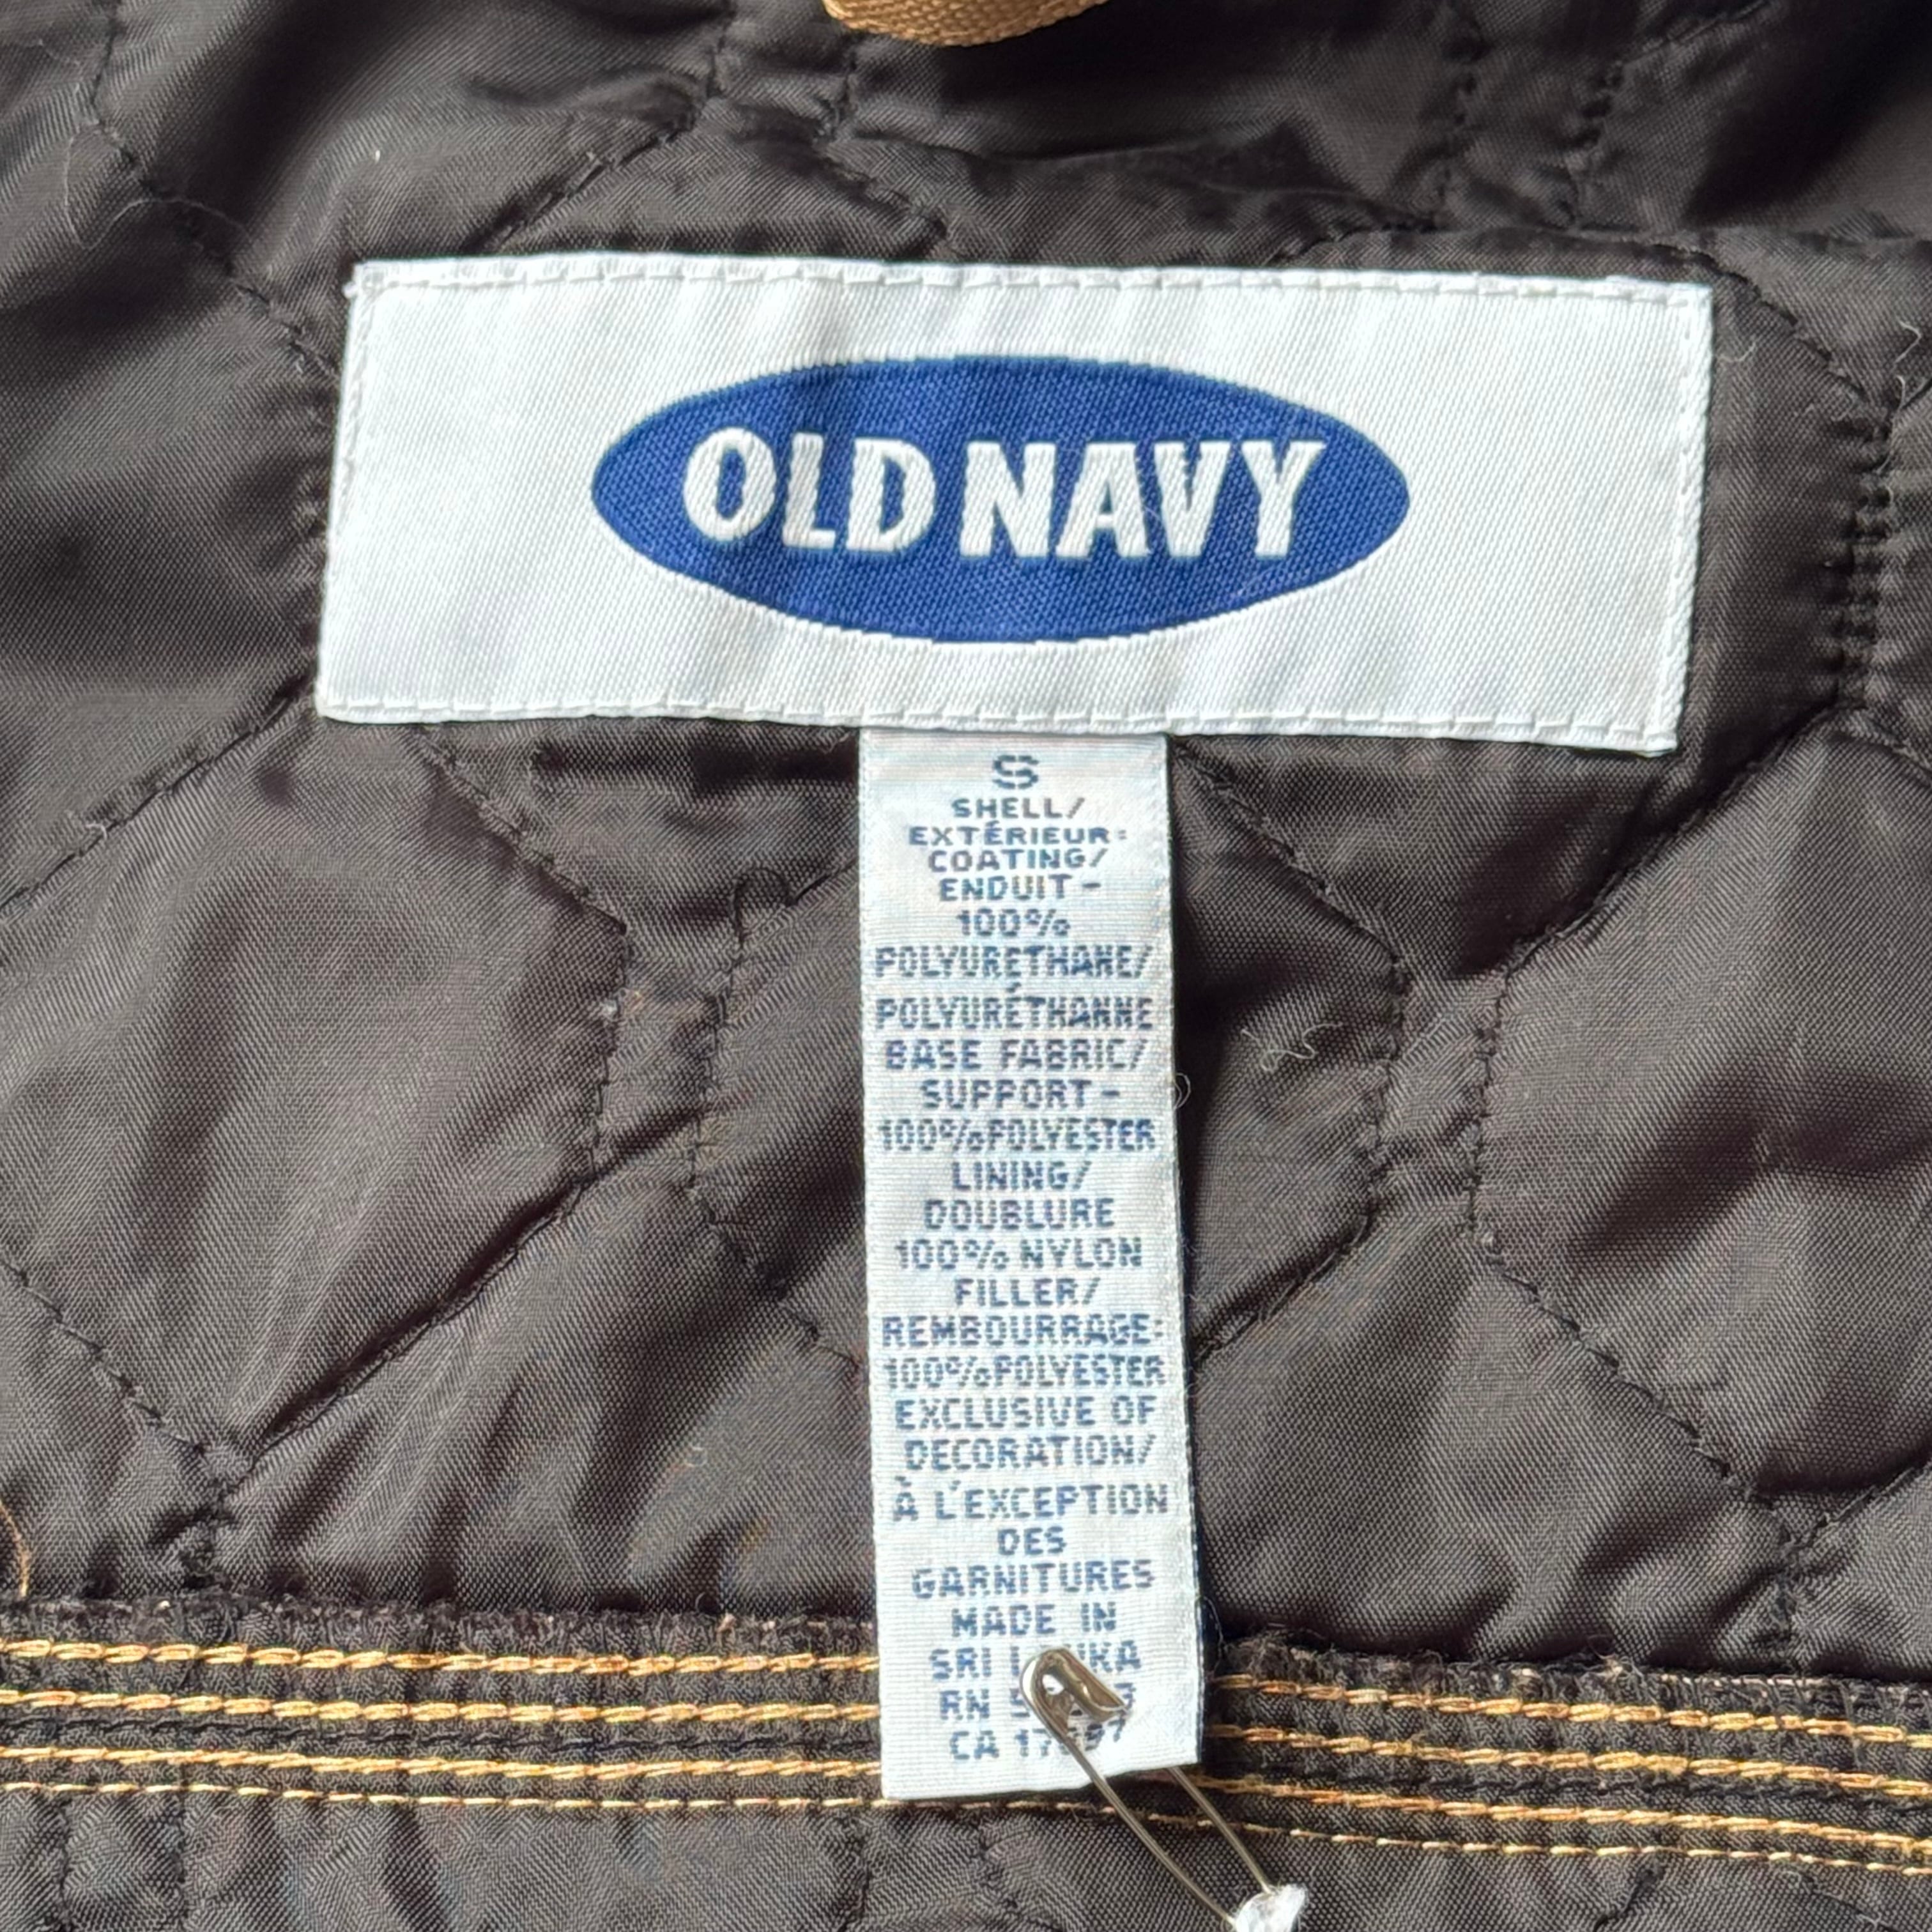 OLD NAVY
S
SHELL/
EXTÉRIEUR:
COATING/
ENDUIT-
100%
POLYURETHANE/
POLYURÉTHANNE
BASE FABRIC/
SUPPORT-
100% POLYESTER
LINING/
DOUBLURE
100% NYLON
FILLER/
REMBOURRAGE:
100% POLYESTER
EXCLUSIVE OF
DECORATION/
À L'EXCEPTION
DES
GARNITURES
MADE IN
SRI
RN
CA